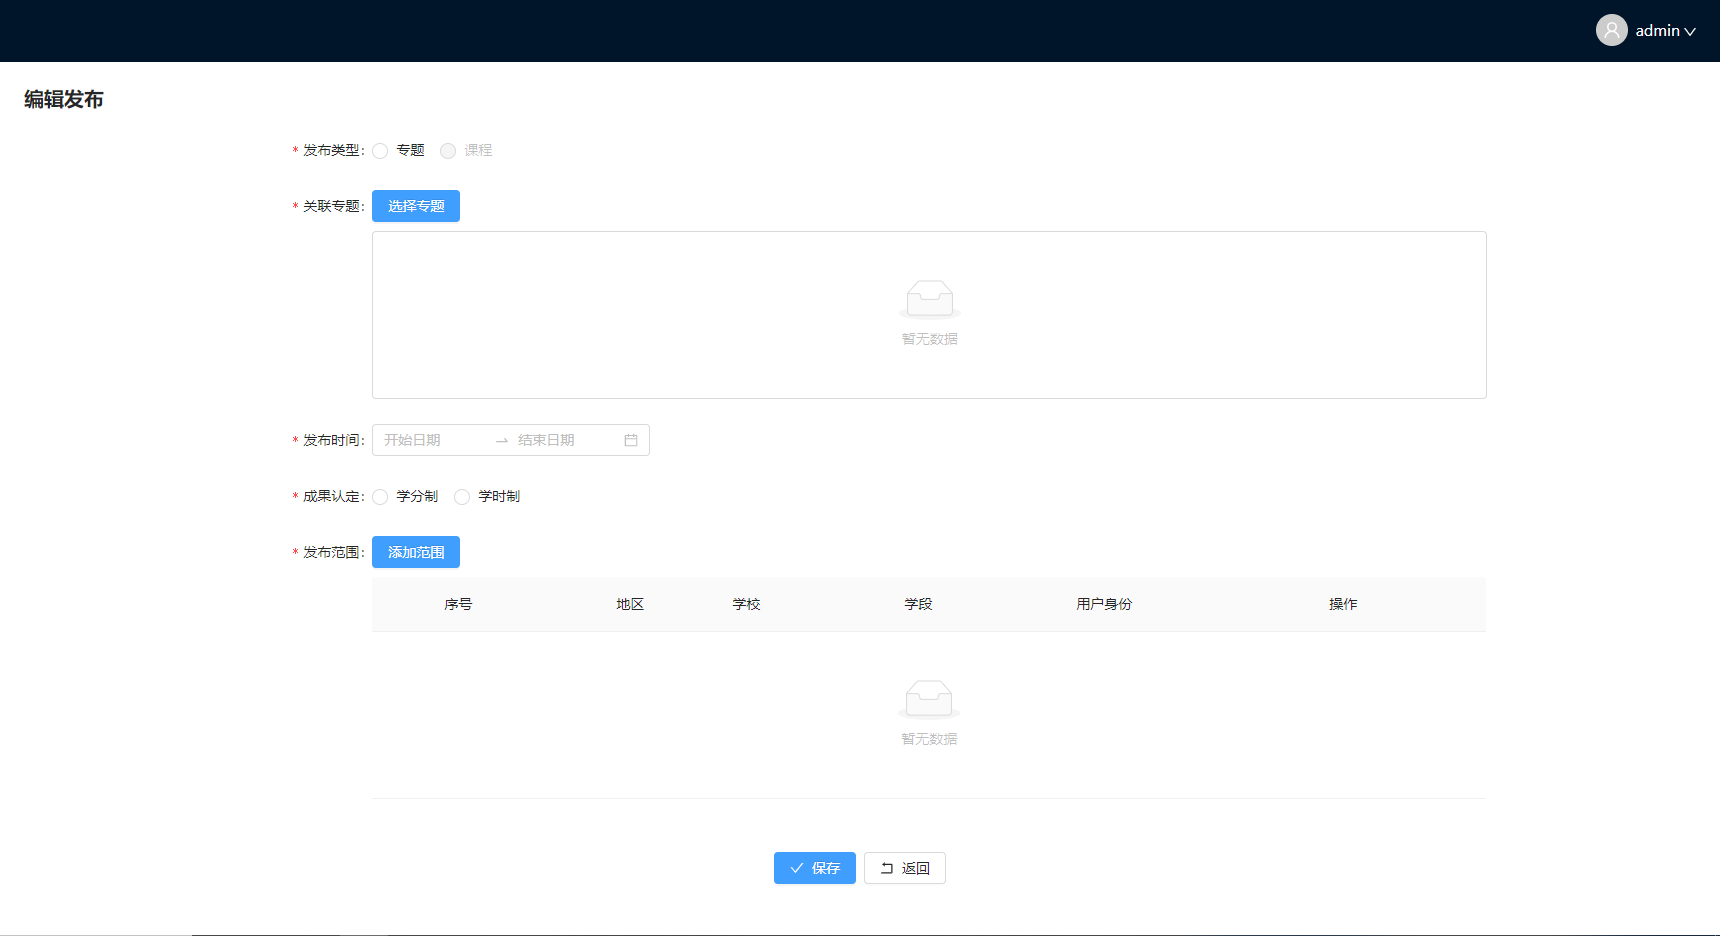 admin
编辑发布
* 发布类型: 专题 课程
* 关联专题: 选择专题
暂无数据
* 发布时间: 开始日期 → 结束日期
* 成果认定: 学分制 学时制
* 发布范围: 添加范围
序号 地区 学校 学段 用户身份 操作
暂无数据
保存 返回